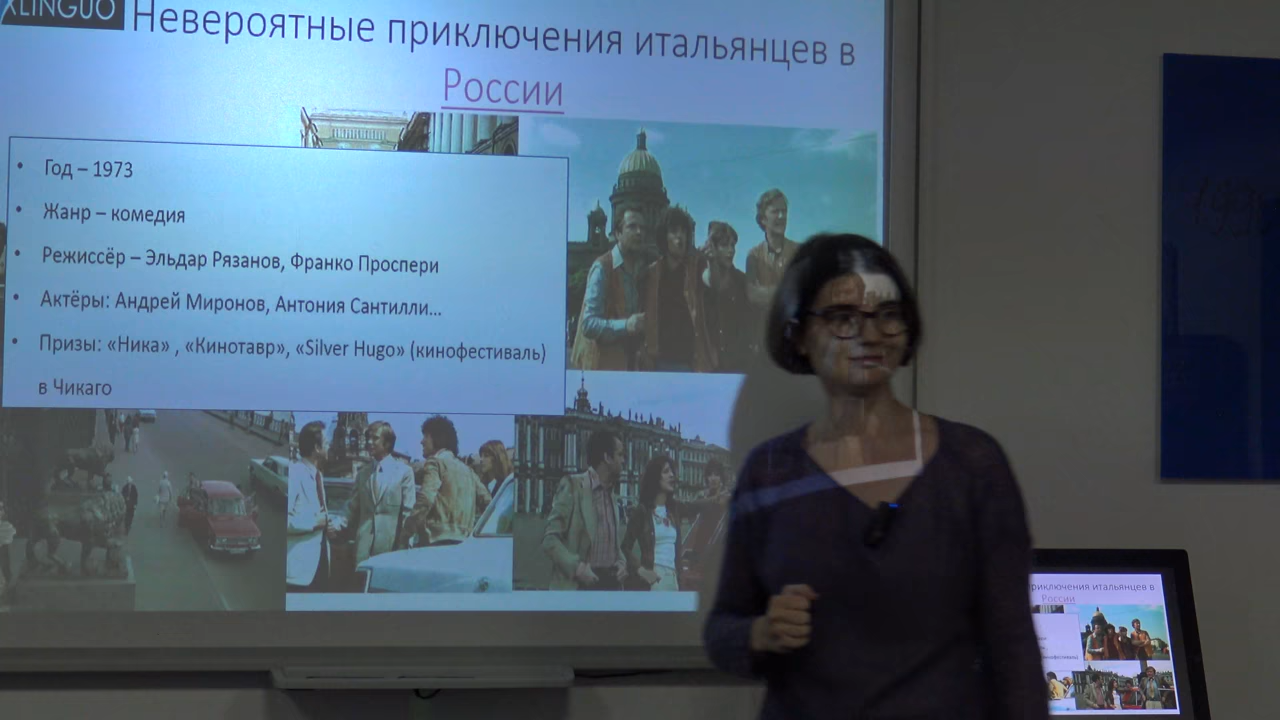 XLINGUO
Невероятные приключения итальянцев в
России
• Год – 1973
• Жанр – комедия
• Режиссёр – Эльдар Рязанов, Франко Проспери
• Актёры: Андрей Миронов, Антония Сантилли...
• Призы: «Ника» , «Кинотавр», «Silver Hugo» (кинофестиваль)
в Чикаго
приключения итальянцев в
России